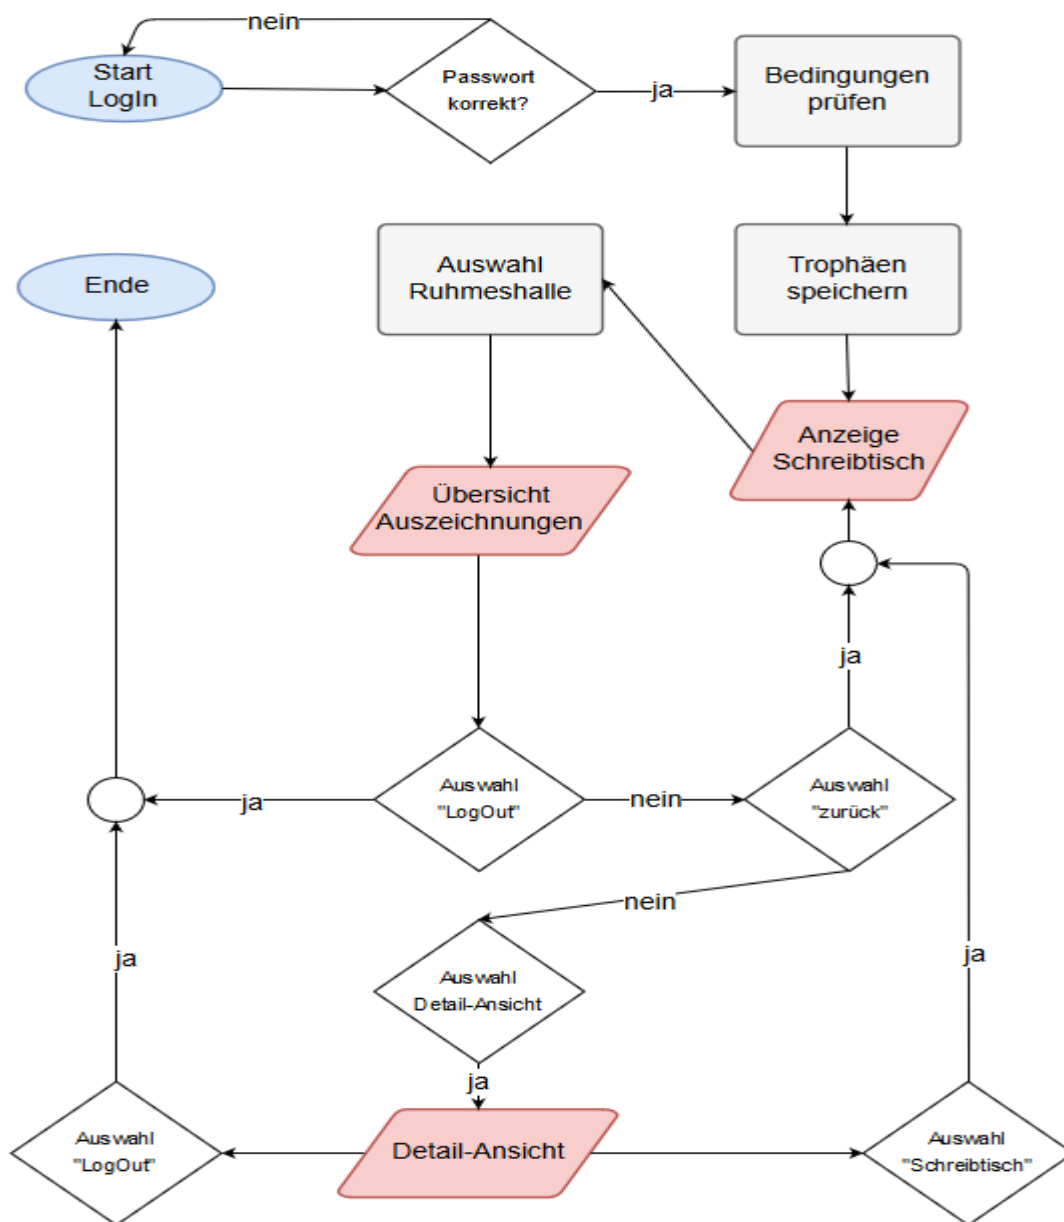 nein
Start
LogIn
Passwort
korrekt?
ja
Bedingungen
prüfen
Ende
Auswahl
Ruhmeshalle
Trophäen
speichern
Anzeige
Schreibtisch
Übersicht
Auszeichnungen
ja
ja
Auswahl
"LogOut"
nein
Auswahl
"zurück"
nein
ja
ja
Auswahl
Detail-Ansicht
ja
Auswahl
"LogOut"
Detail-Ansicht
Auswahl
"Schreibtisch"